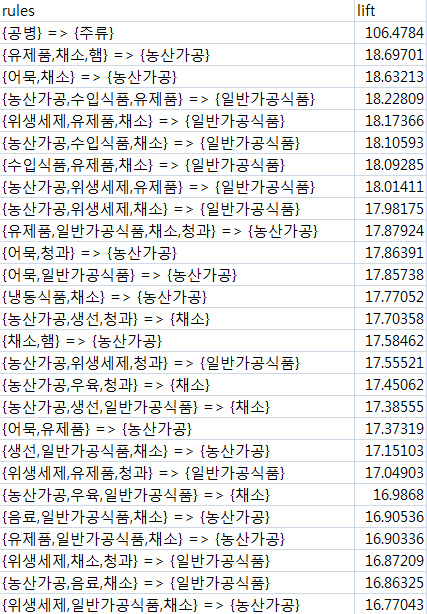 rules lift
{공병} => {주류} 106.4784
{유제품,채소,햄} => {농산가공} 18.69701
{어묵,채소} => {농산가공} 18.63213
{농산가공,수입식품,유제품} => {일반가공식품} 18.22809
{위생세제,유제품,채소} => {일반가공식품} 18.17366
{농산가공,수입식품,채소} => {일반가공식품} 18.10593
{수입식품,유제품,채소} => {일반가공식품} 18.09285
{농산가공,위생세제,유제품} => {일반가공식품} 18.01411
{농산가공,위생세제,채소} => {일반가공식품} 17.98175
{유제품,일반가공식품,채소,청과} => {농산가공} 17.87924
{어묵,청과} => {농산가공} 17.86391
{어묵,일반가공식품} => {농산가공} 17.85738
{냉동식품,채소} => {농산가공} 17.77052
{농산가공,생선,청과} => {채소} 17.70358
{채소,햄} => {농산가공} 17.58462
{농산가공,위생세제,청과} => {일반가공식품} 17.55521
{농산가공,우육,청과} => {채소} 17.45062
{농산가공,생선,일반가공식품} => {채소} 17.38555
{어묵,유제품} => {농산가공} 17.37319
{생선,일반가공식품,채소} => {농산가공} 17.15103
{위생세제,유제품,청과} => {일반가공식품} 17.04903
{농산가공,우육,일반가공식품} => {채소} 16.9868
{음료,일반가공식품,채소} => {농산가공} 16.90536
{유제품,일반가공식품,채소} => {농산가공} 16.90336
{위생세제,채소,청과} => {일반가공식품} 16.87209
{농산가공,음료,채소} => {일반가공식품} 16.86325
{위생세제,일반가공식품,채소} => {농산가공} 16.77043